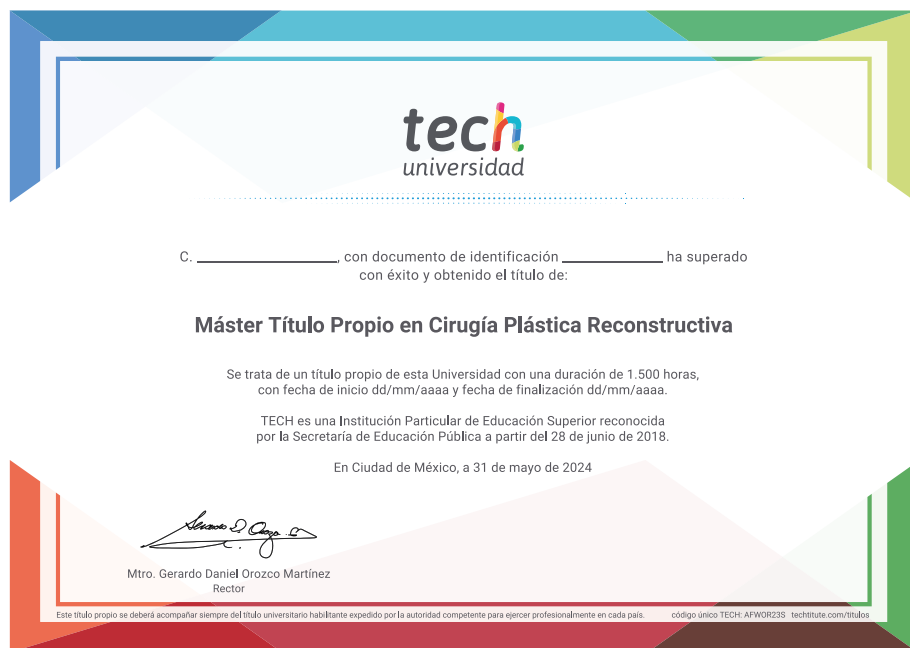 tech
universidad
C. ____________________, con documento de identificación ______________ ha superado
con éxito y obtenido el título de:
Máster Título Propio en Cirugía Plástica Reconstructiva
Se trata de un título propio de esta Universidad con una duración de 1.500 horas,
con fecha de inicio dd/mm/aaaa y fecha de finalización dd/mm/aaaa.
TECH es una Institución Particular de Educación Superior reconocida
por la Secretaría de Educación Pública a partir del 28 de junio de 2018.
En Ciudad de México, a 31 de mayo de 2024
Mtro. Gerardo Daniel Orozco Martínez
Rector
Este título propio se deberá acompañar siempre del título universitario habilitante expedido por la autoridad competente para ejercer profesionalmente en cada país. código único TECH: AFWOR23S techtitute.com/titulos